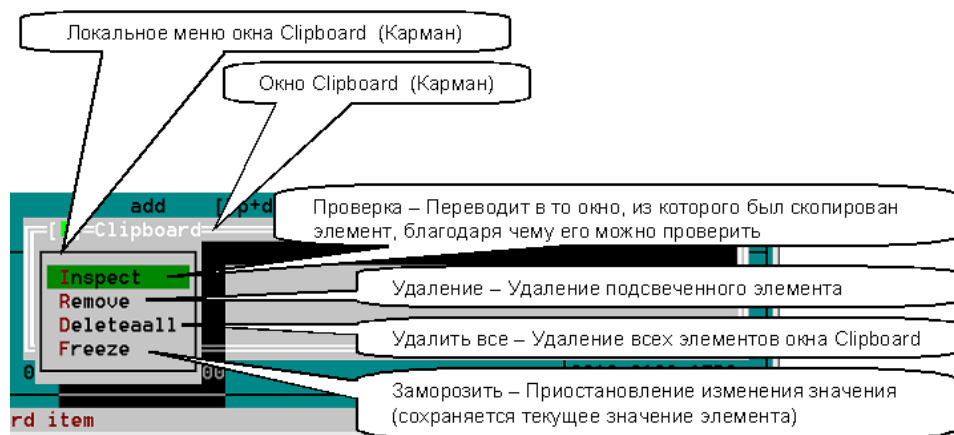 Локальное меню окна Clipboard (Карман)
Окно Clipboard (Карман)
add
Проверка – Переводит в то окно, из которого был скопирован
элемент, благодаря чему его можно проверить
=Clipboard=
Inspect
Remove
Удаление – Удаление подсвеченного элемента
Deleteaall
Удалить все – Удаление всех элементов окна Clipboard
Freeze
Заморозить – Приостановление изменения значения
(сохраняется текущее значение элемента)
rd item